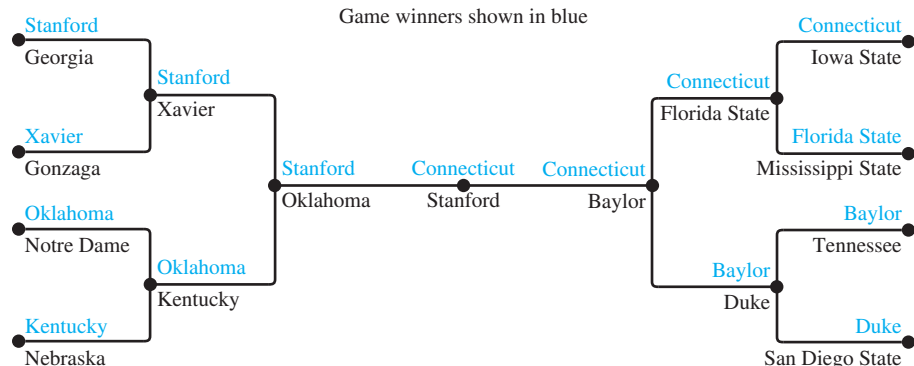 Game winners shown in blue
Stanford
Georgia
Stanford
Xavier
Xavier
Gonzaga
Stanford
Oklahoma
Oklahoma
Notre Dame
Oklahoma
Kentucky
Kentucky
Nebraska
Connecticut
Stanford
Connecticut
Baylor
Connecticut
Florida State
Connecticut
Iowa State
Florida State
Mississippi State
Baylor
Duke
Baylor
Tennessee
Duke
San Diego State